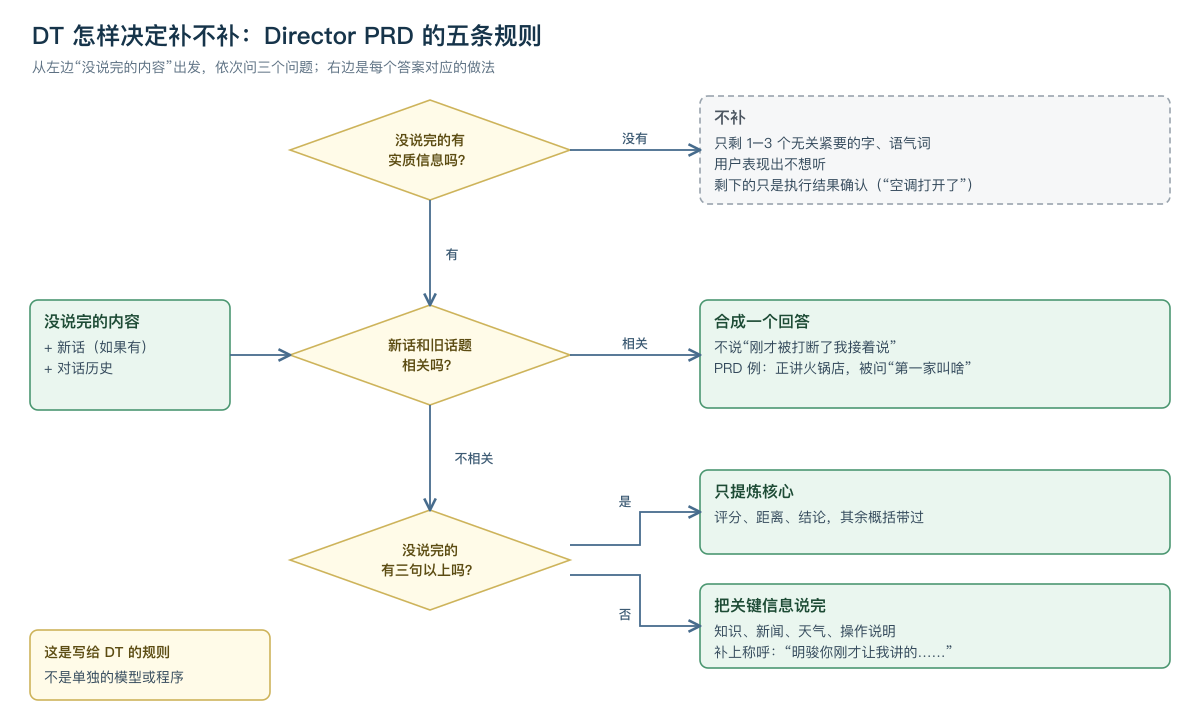 DT 怎样决定补不补：Director PRD 的五条规则
从左边“没说完的内容”出发，依次问三个问题；右边是每个答案对应的做法
没说完的有
实质信息吗？
没有
不补
只剩 1—3 个无关紧要的字、语气词
用户表现出不想听
剩下的只是执行结果确认（“空调打开了”）
有
没说完的内容
+ 新话（如果有）
+ 对话历史
新话和旧话题
相关吗？
相关
合成一个回答
不说“刚才被打断了我接着说”
PRD 例：正讲火锅店，被问“第一家叫啥”
不相关
没说完的
有三句以上吗？
是
只提炼核心
评分、距离、结论，其余概括带过
否
把关键信息说完
知识、新闻、天气、操作说明
补上称呼：“明骏你刚才让我讲的……”
这是写给 DT 的规则
不是单独的模型或程序